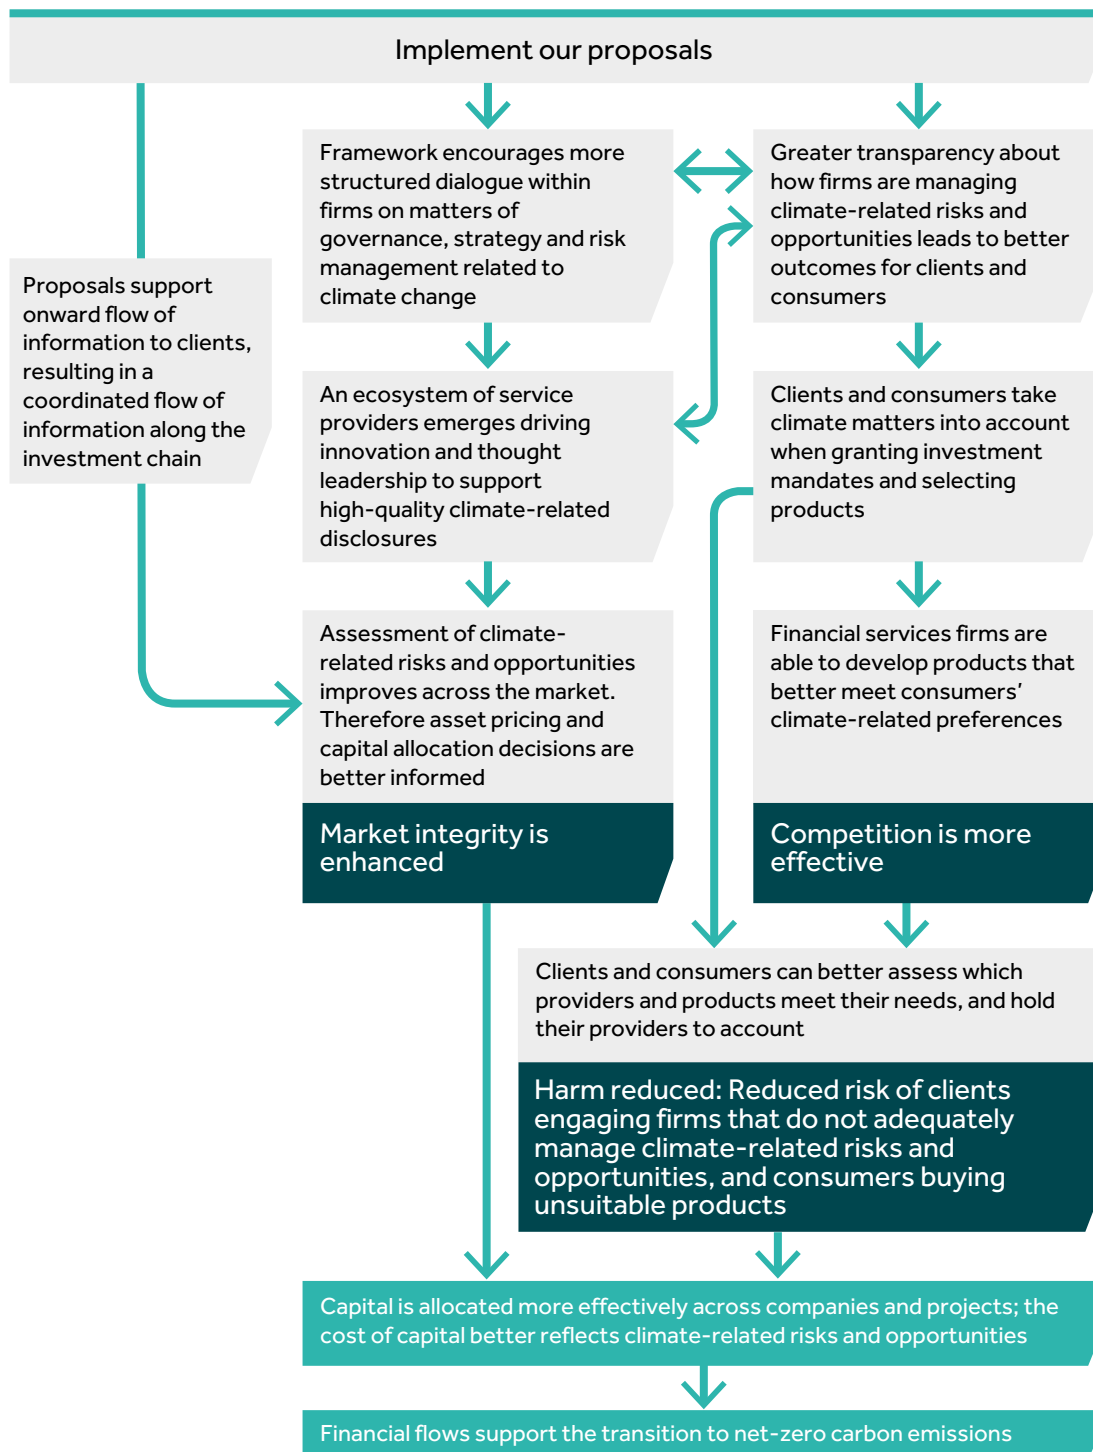 Implement our proposals
Proposals support
onward flow of
information to clients,
resulting in a
coordinated flow of
information along the
investment chain
Framework encourages more
structured dialogue within
firms on matters of
governance, strategy and risk
management related to
climate change
Greater transparency about
how firms are managing
climate-related risks and
opportunities leads to better
outcomes for clients and
consumers
An ecosystem of service
providers emerges driving
innovation and thought
leadership to support
high-quality climate-related
disclosures
Clients and consumers take
climate matters into account
when granting investment
mandates and selecting
products
Assessment of climate-
related risks and opportunities
improves across the market.
Therefore asset pricing and
capital allocation decisions are
better informed
Market integrity is
enhanced
Financial services firms are
able to develop products that
better meet consumers’
climate-related preferences
Competition is more
effective
Clients and consumers can better assess which
providers and products meet their needs, and hold
their providers to account
Harm reduced: Reduced risk of clients
engaging firms that do not adequately
manage climate-related risks and
opportunities, and consumers buying
unsuitable products
Capital is allocated more effectively across companies and projects; the
cost of capital better reflects climate-related risks and opportunities
Financial flows support the transition to net-zero carbon emissions